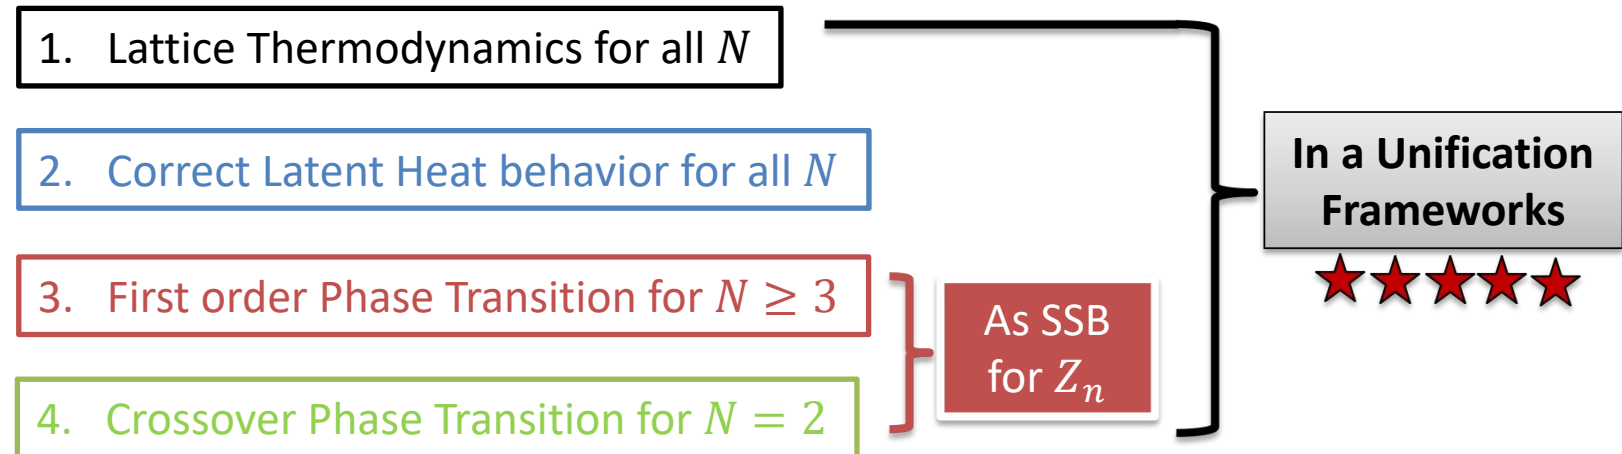 1. Lattice Thermodynamics for all N
2. Correct Latent Heat behavior for all N
3. First order Phase Transition for N ≥ 3
4. Crossover Phase Transition for N = 2
As SSB
for Zₙ
In a Unification
Frameworks